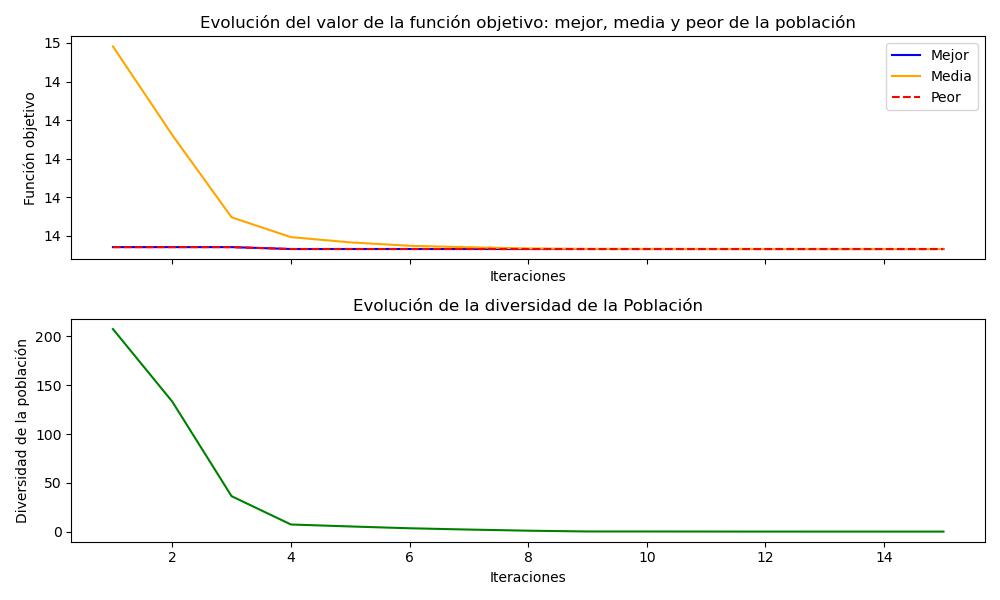 Evolución del valor de la función objetivo: mejor, media y peor de la población
15
14
14
14
14
14
Función objetivo
Mejor
Media
Peor
Iteraciones
Evolución de la diversidad de la Población
200
150
100
50
0
Diversidad de la población
2 4 6 8 10 12 14
Iteraciones